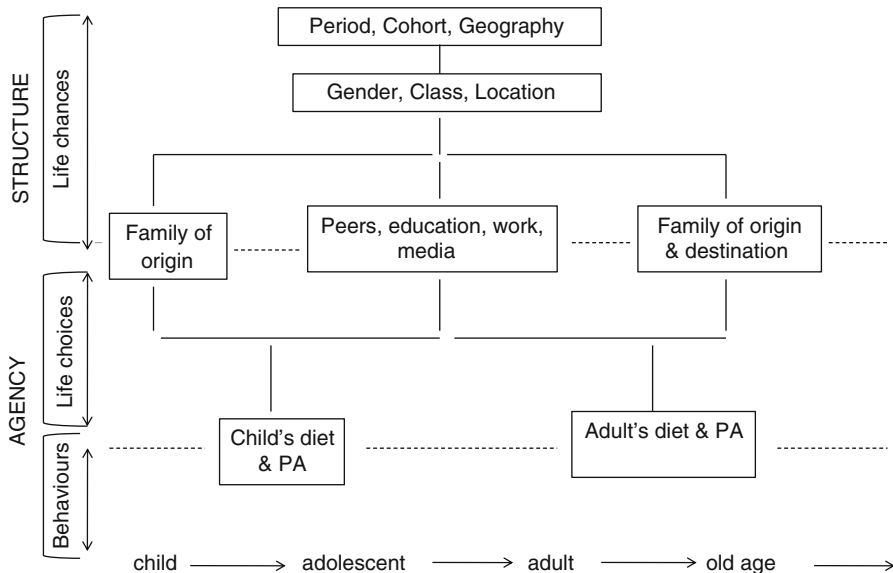 Period, Cohort, Geography
Gender, Class, Location
STRUCTURE
Life chances
Family of
origin
Peers, education, work,
media
Family of origin
& destination
AGENCY
Life choices
Behaviours
Child’s diet
& PA
Adult’s diet & PA
child
adolescent
adult
old age